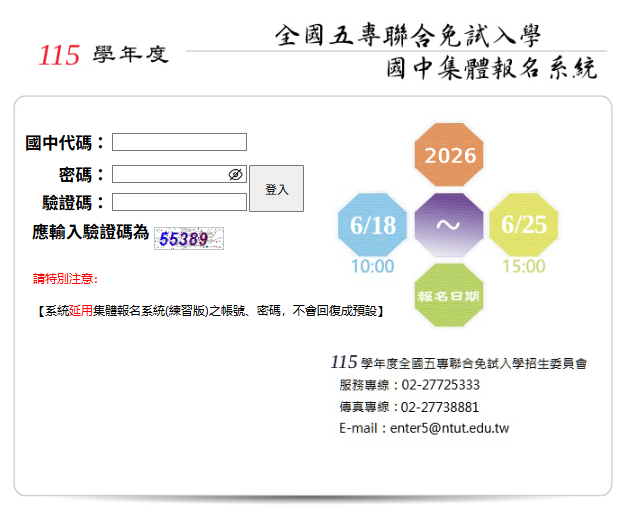 115 學年度
全國五專聯合免試入學
國中集體報名系統
國中代碼：
密碼：
登入
驗證碼：
應輸入驗證碼為 55389
請特別注意:
【系統延用集體報名系統(練習版)之帳號、密碼，不會回復成預設】
2026
6/18
～
6/25
10:00
15:00
報名日期
115 學年度全國五專聯合免試入學招生委員會
服務專線：02-27725333
傳真專線：02-27738881
E-mail：enter5@ntut.edu.tw